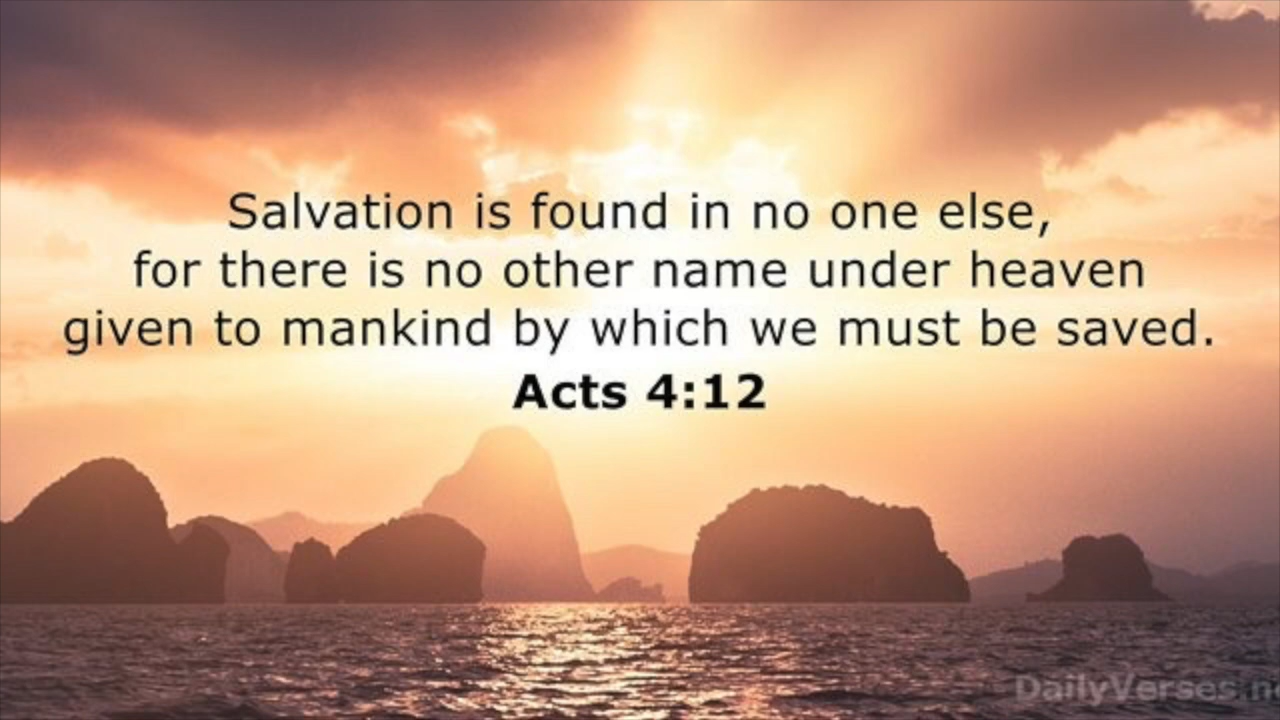 Salvation is found in no one else,
for there is no other name under heaven
given to mankind by which we must be saved.
Acts 4:12
DailyVerses.n